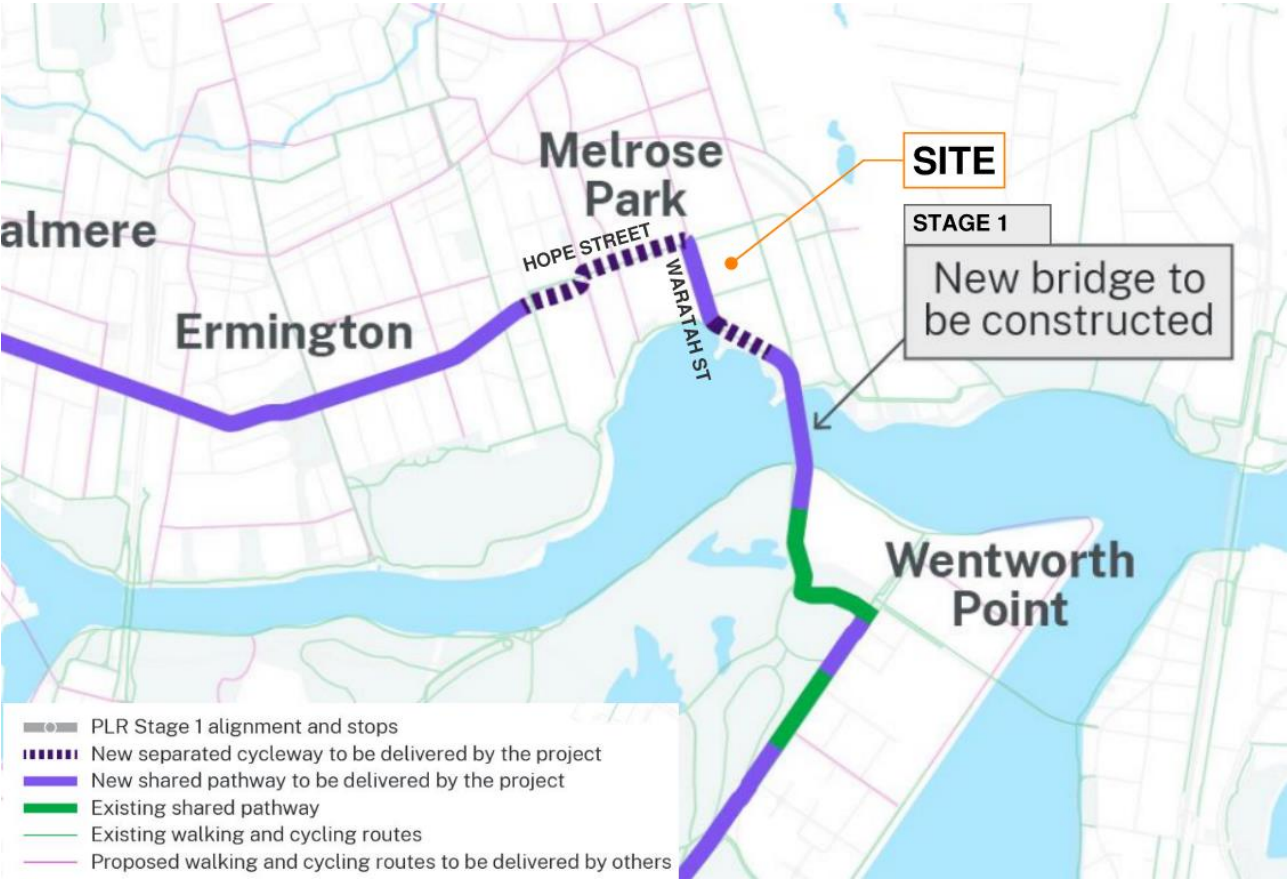 Melrose
Park
SITE
STAGE 1
New bridge to
be constructed
HOPE STREET
WARATAH ST
almere
Ermington
Wentworth
Point
PLR Stage 1 alignment and stops
New separated cycleway to be delivered by the project
New shared pathway to be delivered by the project
Existing shared pathway
Existing walking and cycling routes
Proposed walking and cycling routes to be delivered by others